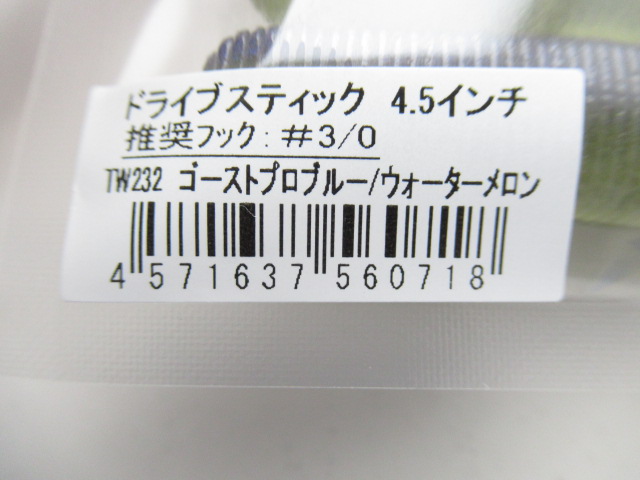 ドライブスティック 4.5インチ
推奨フック:#3/0
TW232 ゴーストプロブルー/ウォーターメロン
4 571637 560718